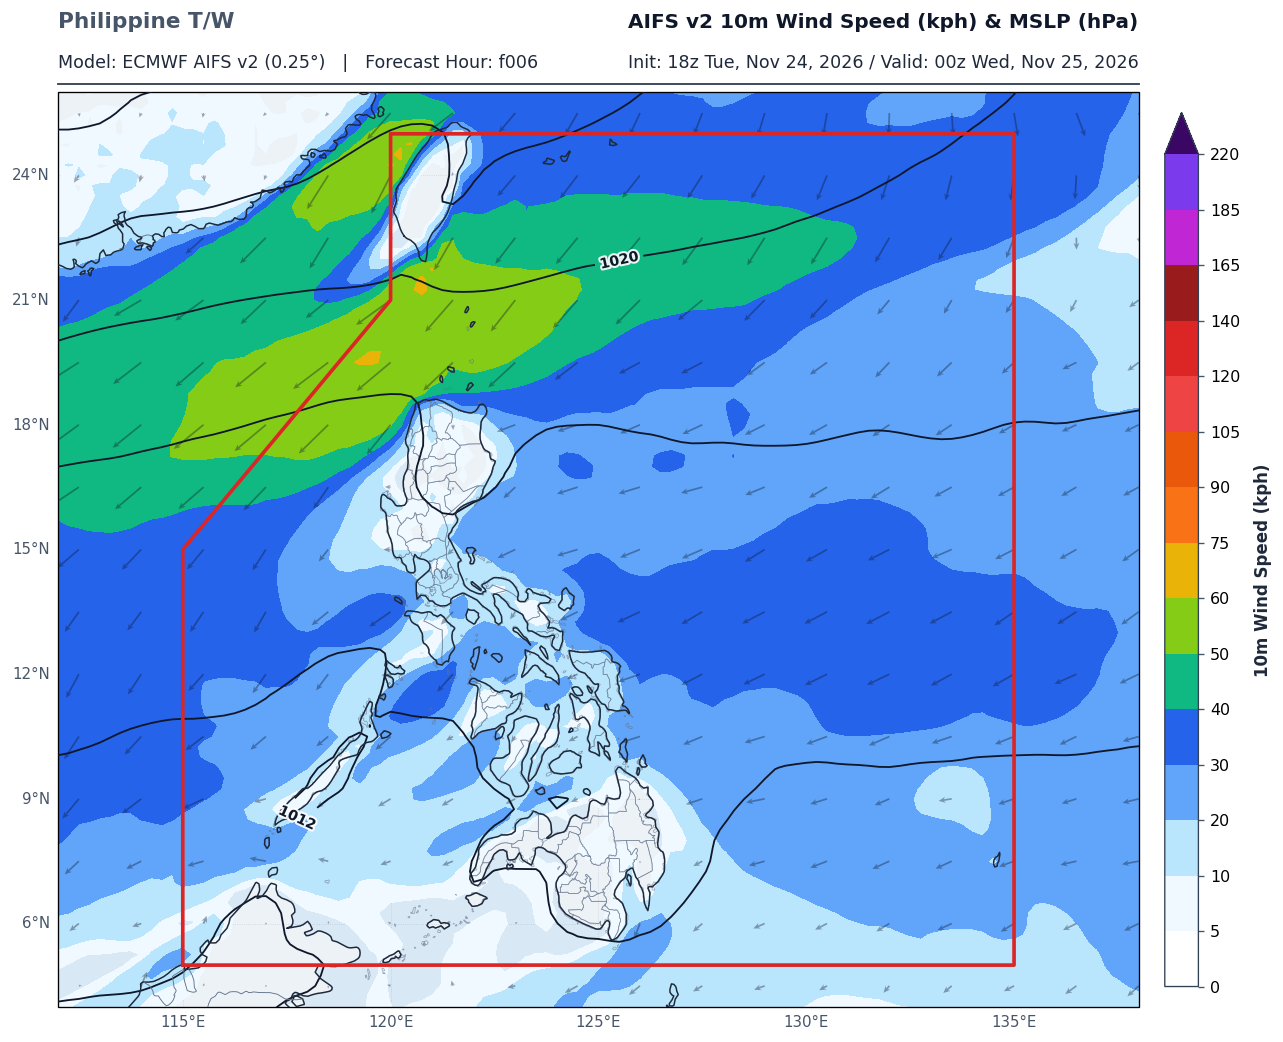 Philippine T/W
AIFS v2 10m Wind Speed (kph) & MSLP (hPa)
Model: ECMWF AIFS v2 (0.25°) | Forecast Hour: f006
Init: 18z Tue, Nov 24, 2026 / Valid: 00z Wed, Nov 25, 2026
24°N
21°N
18°N
15°N
12°N
9°N
6°N
115°E
120°E
125°E
130°E
135°E
1020
1012
220
185
165
140
120
105
90
75
60
50
40
30
20
10
5
0
10m Wind Speed (kph)